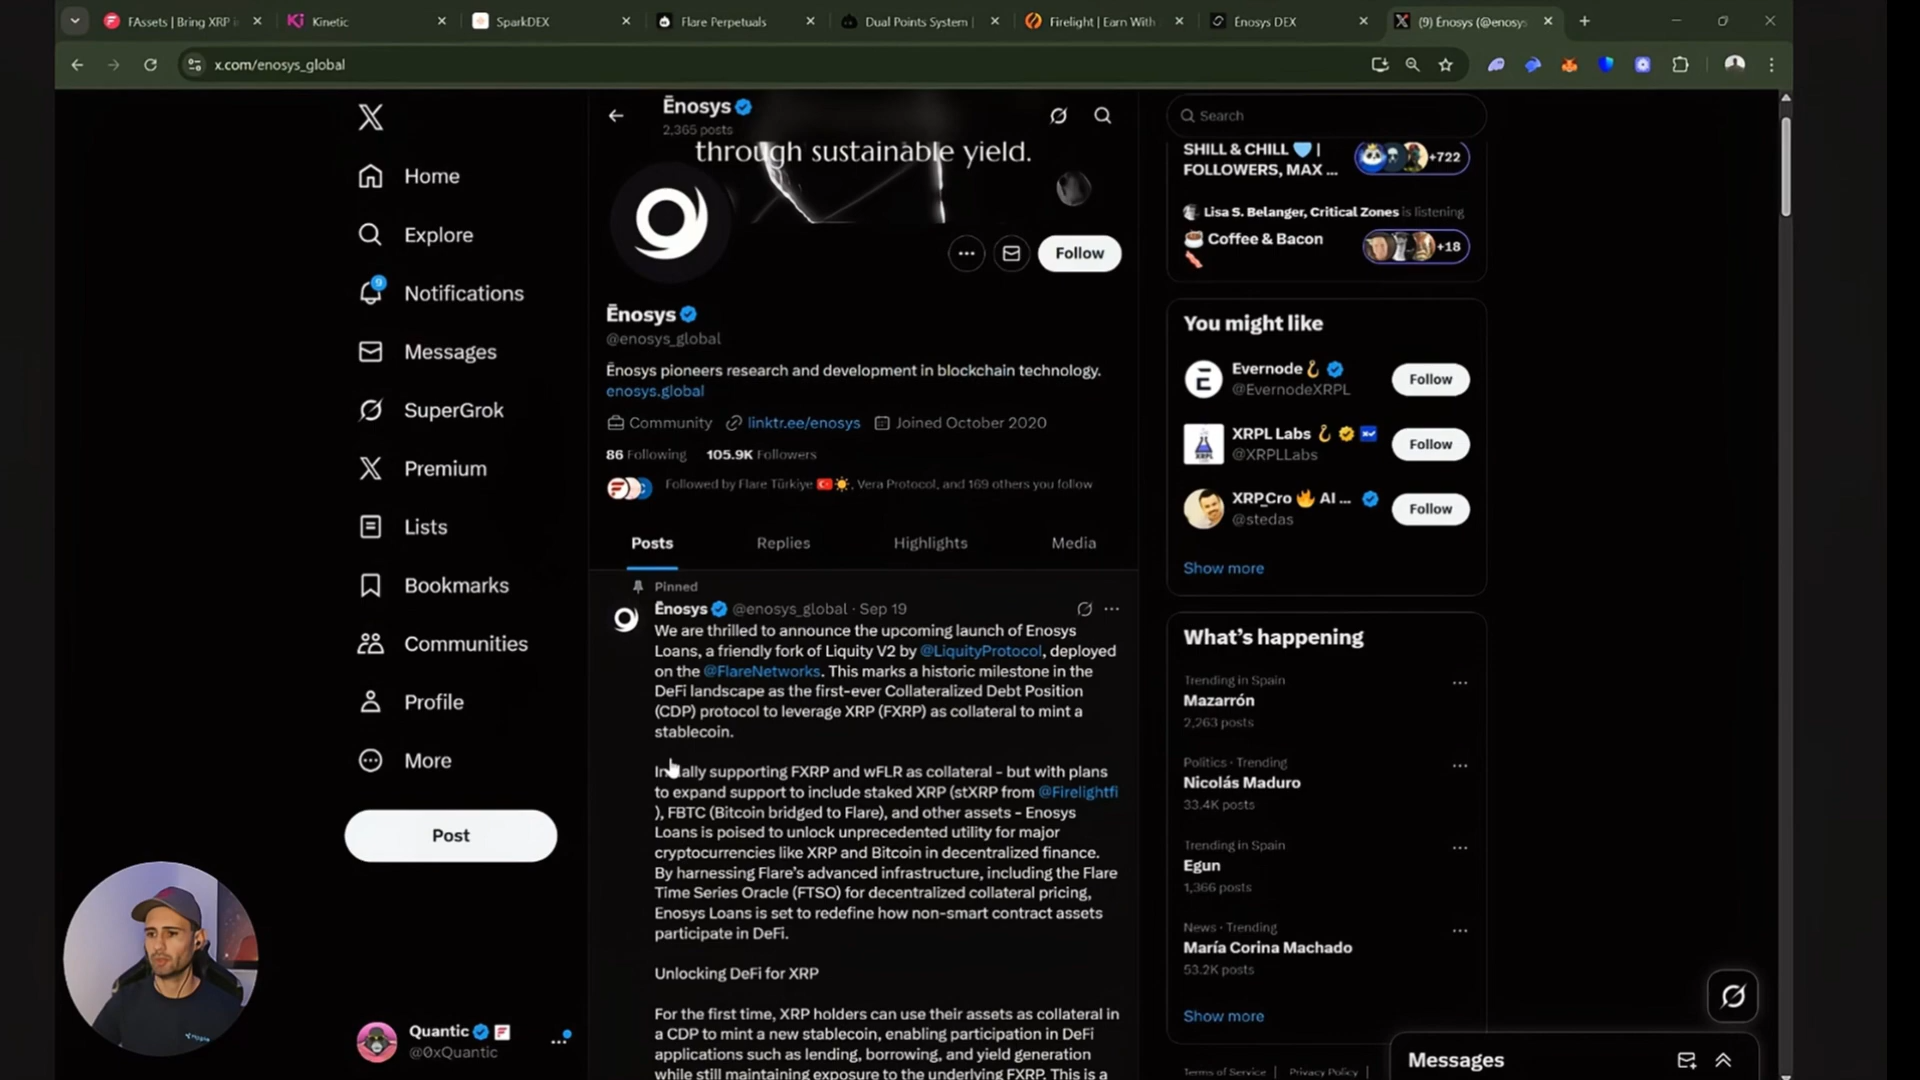 FAssets | Bring XRP i
Kinetic
SparkDEX
Flare Perpetuals
Dual Points System |
Firelight | Earn With
Ēnosys DEX
(9) Ēnosys (@enosys_
x.com/enosys_global
Home
Explore
9
Notifications
Messages
SuperGrok
Premium
Lists
Bookmarks
Communities
Profile
More
Post
Quantic
@0xQuantic
Ēnosys
2,365 posts
through sustainable yield.
Follow
Ēnosys
@enosys_global
Ēnosys pioneers research and development in blockchain technology.
enosys.global
Community linktr.ee/enosys Joined October 2020
86 Following 105.9K Followers
Followed by Flare Türkiye 🇹🇷☀️, Vera Protocol, and 169 others you follow
Posts Replies Highlights Media
Pinned
Ēnosys @enosys_global · Sep 19
We are thrilled to announce the upcoming launch of Enosys
Loans, a friendly fork of Liquity V2 by @LiquityProtocol, deployed
on the @FlareNetworks. This marks a historic milestone in the
DeFi landscape as the first-ever Collateralized Debt Position
(CDP) protocol to leverage XRP (FXRP) as collateral to mint a
stablecoin.
Initially supporting FXRP and wFLR as collateral - but with plans
to expand support to include staked XRP (stXRP from @Firelightfi
), FBTC (Bitcoin bridged to Flare), and other assets - Enosys
Loans is poised to unlock unprecedented utility for major
cryptocurrencies like XRP and Bitcoin in decentralized finance.
By harnessing Flare's advanced infrastructure, including the Flare
Time Series Oracle (FTSO) for decentralized collateral pricing,
Enosys Loans is set to redefine how non-smart contract assets
participate in DeFi.
Unlocking DeFi for XRP
For the first time, XRP holders can use their assets as collateral in
a CDP to mint a new stablecoin, enabling participation in DeFi
applications such as lending, borrowing, and yield generation
while still maintaining exposure to the underlying FXRP. This is a
Search
SHILL & CHILL 💙 |
FOLLOWERS, MAX ...
+722
Lisa S. Belanger, Critical Zones is listening
Coffee & Bacon
+18
You might like
Evernode
@EvernodeXRPL
Follow
XRPL Labs
@XRPLLabs
Follow
XRP_Cro 🔥 AI ...
@stedas
Follow
Show more
What's happening
Trending in Spain
Mazarrón
2,263 posts
Politics · Trending
Nicolás Maduro
33.4K posts
Trending in Spain
Egun
1,366 posts
News · Trending
María Corina Machado
53.2K posts
Show more
Terms of Service | Privacy Policy |
Messages